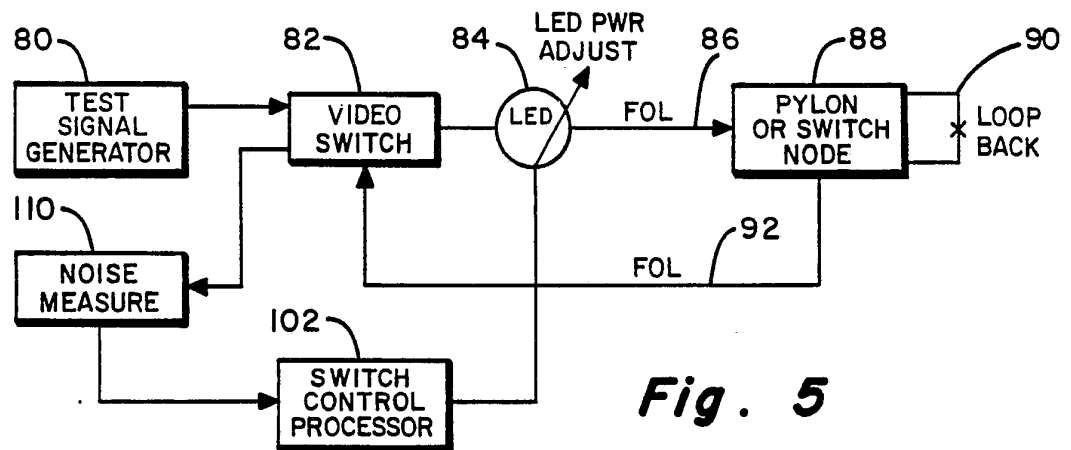 80
82
84
LED PWR
ADJUST
86
88
90
TEST
SIGNAL
GENERATOR
VIDEO
SWITCH
LED
FOL
PYLON
OR SWITCH
NODE
LOOP
BACK
110
NOISE
MEASURE
92
FOL
102
SWITCH
CONTROL
PROCESSOR
Fig. 5